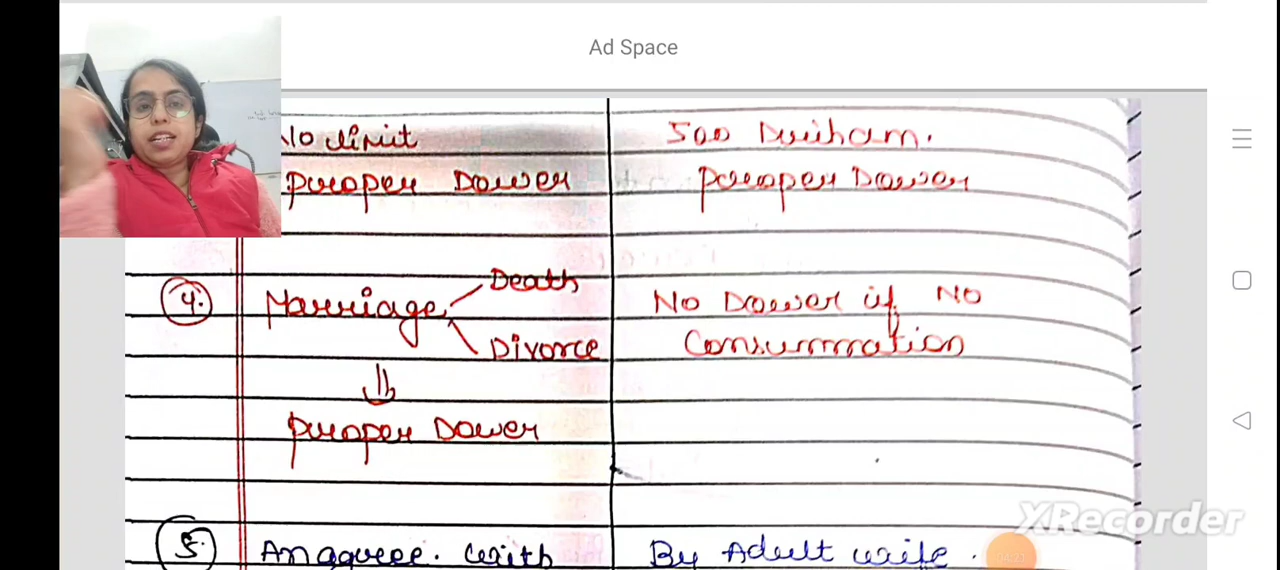 Ad Space
No limit
500 Dirham.
proper Dower
proper Dower
4.
Marriage
Death
Divorce
No Dower if No
Consummation
proper Dower
5.
By Adult wife.
with
XRecorder